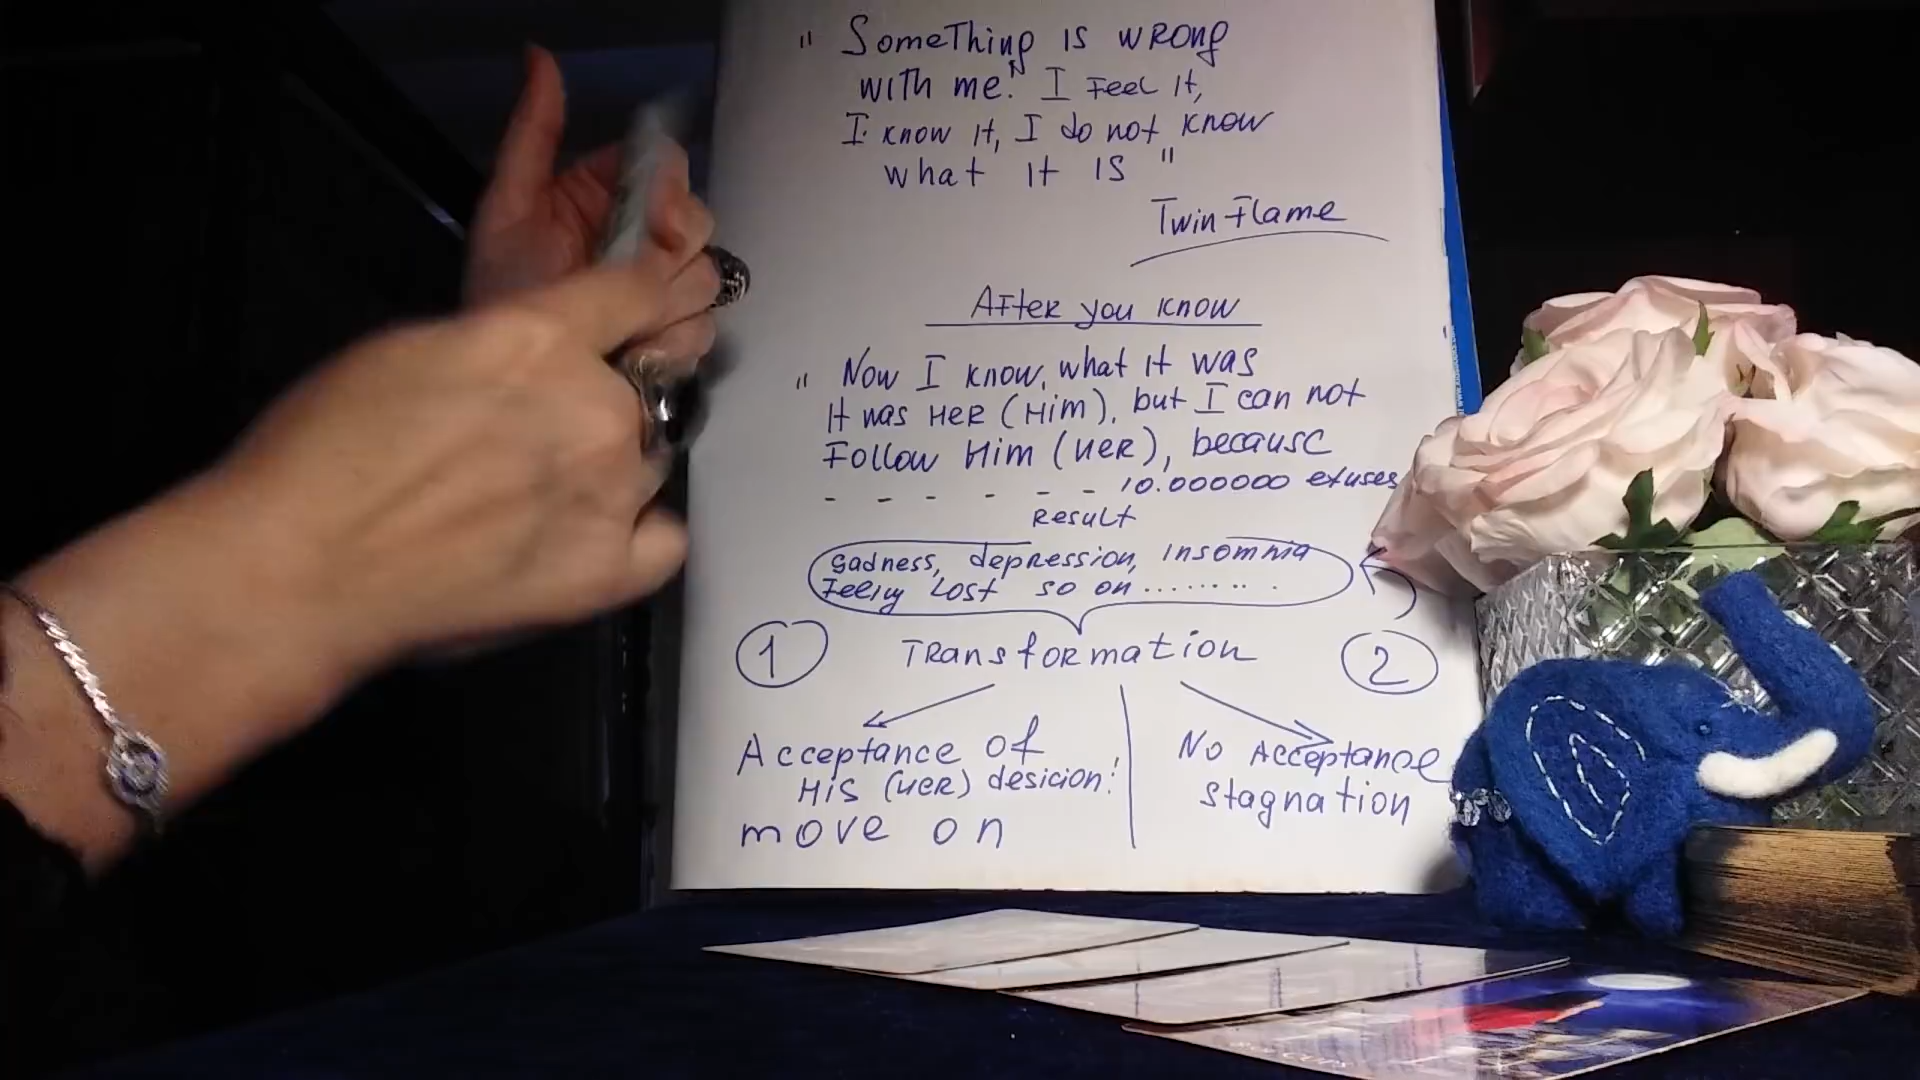 " Something is wrong
with me." I feel it,
I know it, I do not know
what it is "
Twin Flame
After you know
" Now I know, what it was
It was Her (Him), but I can not
Follow Him (Her), because
- - - - - - 10.000000 exuses
Result
Sadness, depression, insomnia
Feeling Lost so on .........
1 Transformation 2
Acceptance of
His (Her) desicion!
move on
No Acceptance
Stagnation